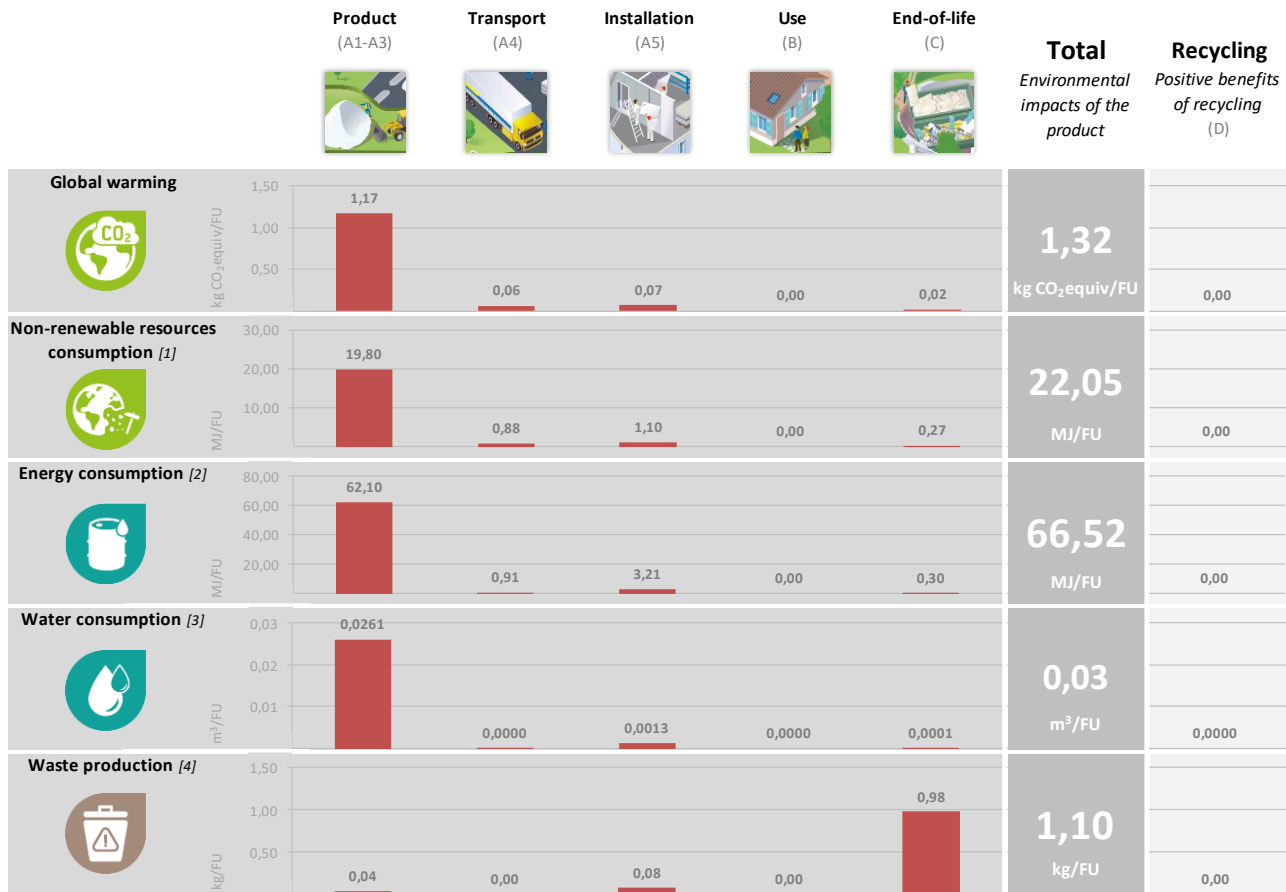 Product
(A1-A3)
Transport
(A4)
Installation
(A5)
Use
(B)
End-of-life
(C)
Total
Environmental
impacts of the
product
Recycling
Positive benefits
of recycling
(D)
Global warming
CO₂
kg CO₂equiv/FU
1,50
1,00
0,50
1,17
0,06
0,07
0,00
0,02
1,32
kg CO₂equiv/FU
0,00
Non-renewable resources
consumption [1]
MJ/FU
30,00
20,00
10,00
19,80
0,88
1,10
0,00
0,27
22,05
MJ/FU
0,00
Energy consumption [2]
MJ/FU
80,00
60,00
40,00
20,00
62,10
0,91
3,21
0,00
0,30
66,52
MJ/FU
0,00
Water consumption [3]
m³/FU
0,03
0,02
0,01
0,0261
0,0000
0,0013
0,0000
0,0001
0,03
m³/FU
0,0000
Waste production [4]
kg/FU
1,50
1,00
0,50
0,04
0,00
0,08
0,00
0,98
1,10
kg/FU
0,00